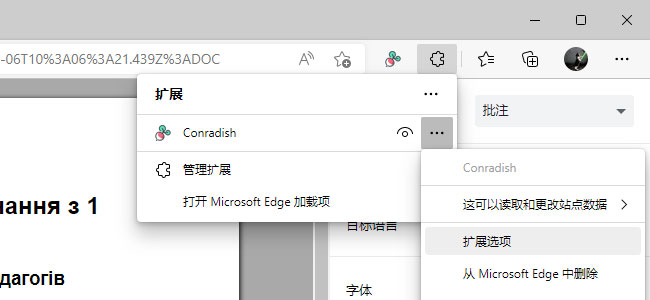 -06T10%3A06%3A21.439Z%3ADOC
扩展
批注
Conradish
管理扩展
打开 Microsoft Edge 加载项
Conradish
这可以读取和更改站点数据
扩展选项
从 Microsoft Edge 中删除
ання з 1
дагогів
目标语言
字体